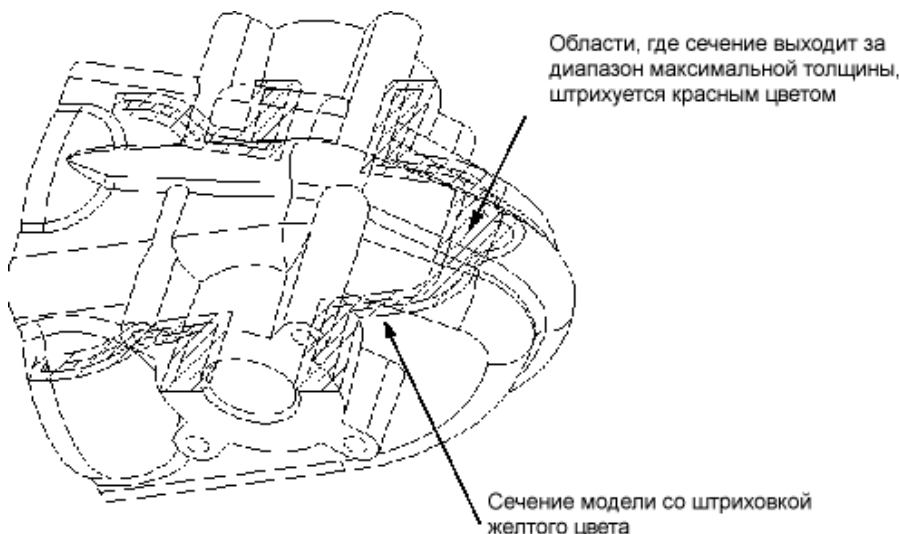 Области, где сечение выходит за
диапазон максимальной толщины,
штрихуется красным цветом
Сечение модели со штриховкой
желтого цвета